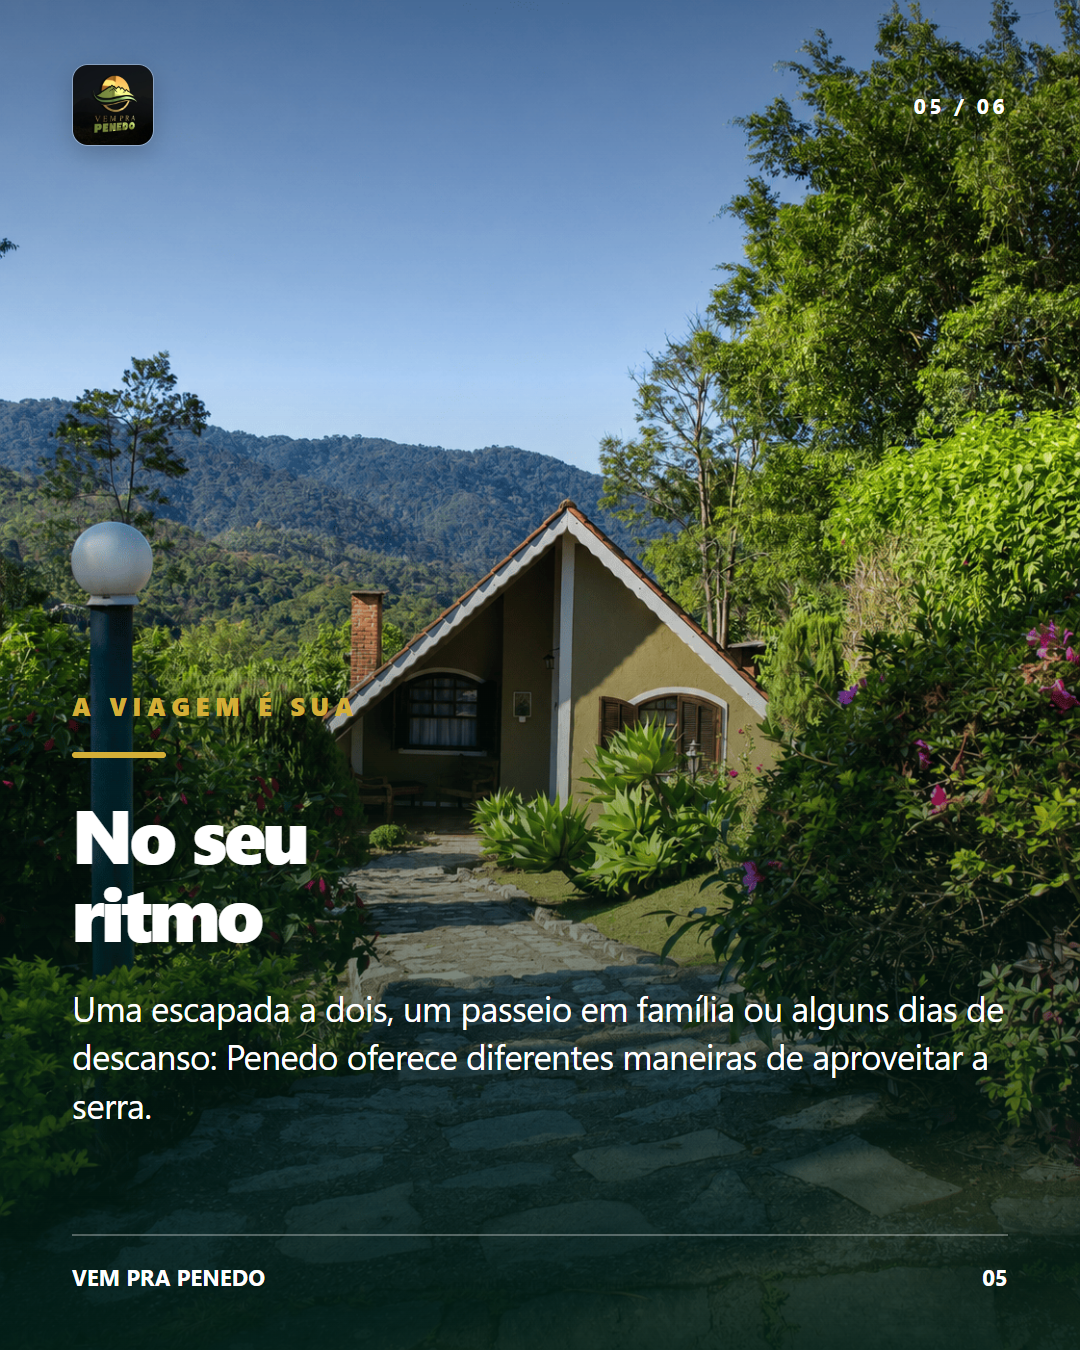 VEM PRA
PENEDO
05 / 06
A VIAGEM É SUA
No seu
ritmo
Uma escapada a dois, um passeio em família ou alguns dias de
descanso: Penedo oferece diferentes maneiras de aproveitar a
serra.
VEM PRA PENEDO
05